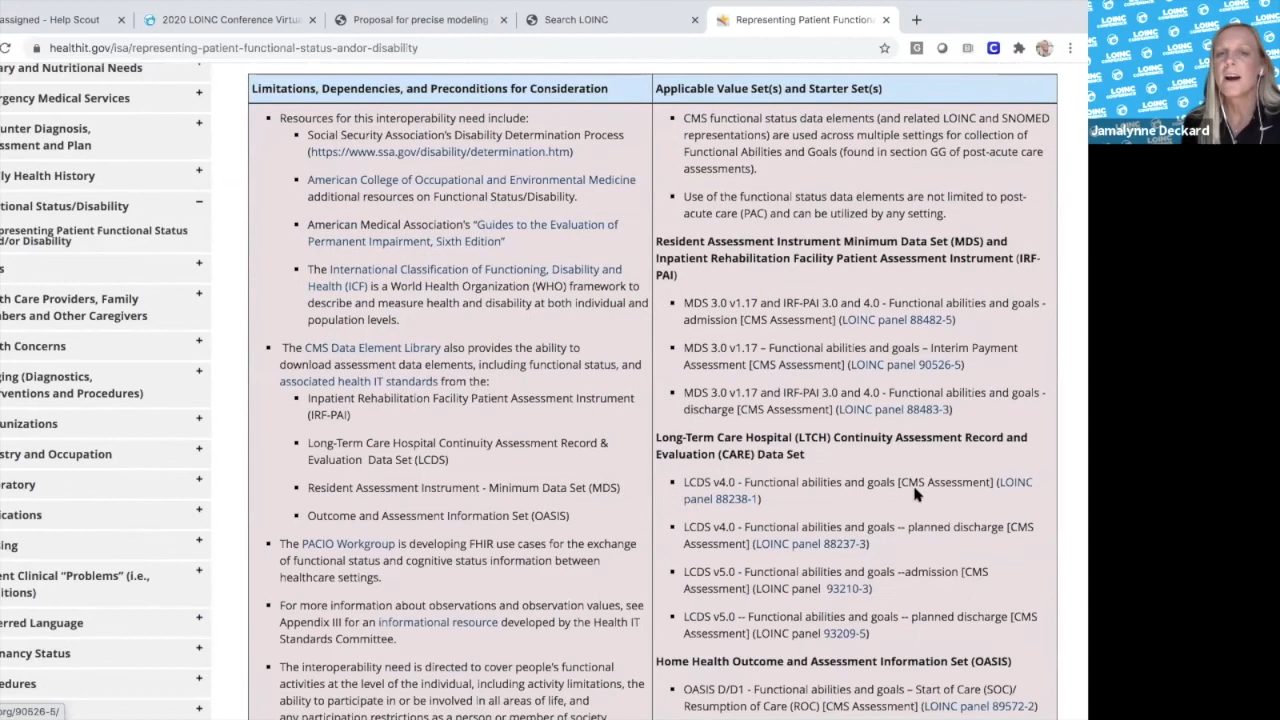 assigned - Help Scout
2020 LOINC Conference Virtu
Proposal for precise modeling
Search LOINC
Representing Patient Function
healthit.gov/isa/representing-patient-functional-status-andor-disability
ary and Nutritional Needs
rgency Medical Services
unter Diagnosis,
ssment and Plan
ly Health History
tional Status/Disability
presenting Patient Functional Status
d/or Disability
s
th Care Providers, Family
bers and Other Caregivers
th Concerns
ging (Diagnostics,
rventions and Procedures)
unizations
stry and Occupation
oratory
ications
sing
ent Clinical “Problems” (i.e.,
itions)
erred Language
nancy Status
edures
org/90526-5/
Limitations, Dependencies, and Preconditions for Consideration
Resources for this interoperability need include:
Social Security Association's Disability Determination Process
(https://www.ssa.gov/disability/determination.htm)
American College of Occupational and Environmental Medicine
additional resources on Functional Status/Disability.
American Medical Association's “Guides to the Evaluation of
Permanent Impairment, Sixth Edition”
The International Classification of Functioning, Disability and
Health (ICF) is a World Health Organization (WHO) framework to
describe and measure health and disability at both individual and
population levels.
The CMS Data Element Library also provides the ability to
download assessment data elements, including functional status, and
associated health IT standards from the:
Inpatient Rehabilitation Facility Patient Assessment Instrument
(IRF-PAI)
Long-Term Care Hospital Continuity Assessment Record &
Evaluation Data Set (LCDS)
Resident Assessment Instrument - Minimum Data Set (MDS)
Outcome and Assessment Information Set (OASIS)
The PACIO Workgroup is developing FHIR use cases for the exchange
of functional status and cognitive status information between
healthcare settings.
For more information about observations and observation values, see
Appendix III for an informational resource developed by the Health IT
Standards Committee.
The interoperability need is directed to cover people's functional
activities at the level of the individual, including activity limitations, the
ability to participate in or be involved in all areas of life, and
any participation restrictions as a person or member of society
Applicable Value Set(s) and Starter Set(s)
CMS functional status data elements (and related LOINC and SNOMED
representations) are used across multiple settings for collection of
Functional Abilities and Goals (found in section GG of post-acute care
assessments).
Use of the functional status data elements are not limited to post-
acute care (PAC) and can be utilized by any setting.
Resident Assessment Instrument Minimum Data Set (MDS) and
Inpatient Rehabilitation Facility Patient Assessment Instrument (IRF-
PAI)
MDS 3.0 v1.17 and IRF-PAI 3.0 and 4.0 - Functional abilities and goals -
admission [CMS Assessment] (LOINC panel 88482-5)
MDS 3.0 v1.17 – Functional abilities and goals – Interim Payment
Assessment [CMS Assessment] (LOINC panel 90526-5)
MDS 3.0 v1.17 and IRF-PAI 3.0 and 4.0 - Functional abilities and goals -
discharge [CMS Assessment] (LOINC panel 88483-3)
Long-Term Care Hospital (LTCH) Continuity Assessment Record and
Evaluation (CARE) Data Set
LCDS v4.0 - Functional abilities and goals [CMS Assessment] (LOINC
panel 88238-1)
LCDS v4.0 - Functional abilities and goals -- planned discharge [CMS
Assessment] (LOINC panel 88237-3)
LCDS v5.0 - Functional abilities and goals --admission [CMS
Assessment] (LOINC panel 93210-3)
LCDS v5.0 -- Functional abilities and goals -- planned discharge [CMS
Assessment] (LOINC panel 93209-5)
Home Health Outcome and Assessment Information Set (OASIS)
OASIS D/D1 - Functional abilities and goals – Start of Care (SOC)/
Resumption of Care (ROC) [CMS Assessment] (LOINC panel 89572-2)
LOINC
CONFERENCE
Jamalynne Deckard